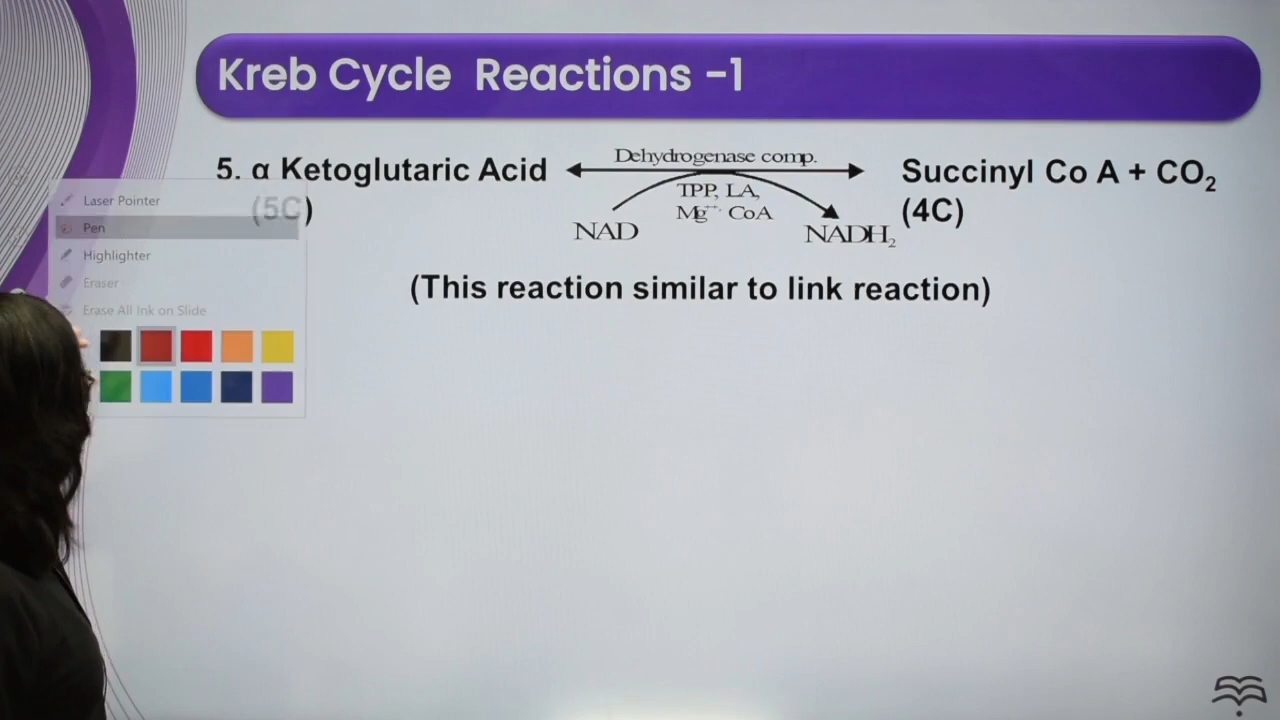 Kreb Cycle Reactions -1
5. α Ketoglutaric Acid
(5C)
Dehydrogenase comp.
TPP, LA,
Mg⁺⁺ CoA
NAD
NADH₂
Succinyl Co A + CO₂
(4C)
(This reaction similar to link reaction)
Laser Pointer
Pen
Highlighter
Eraser
Erase All Ink on Slide